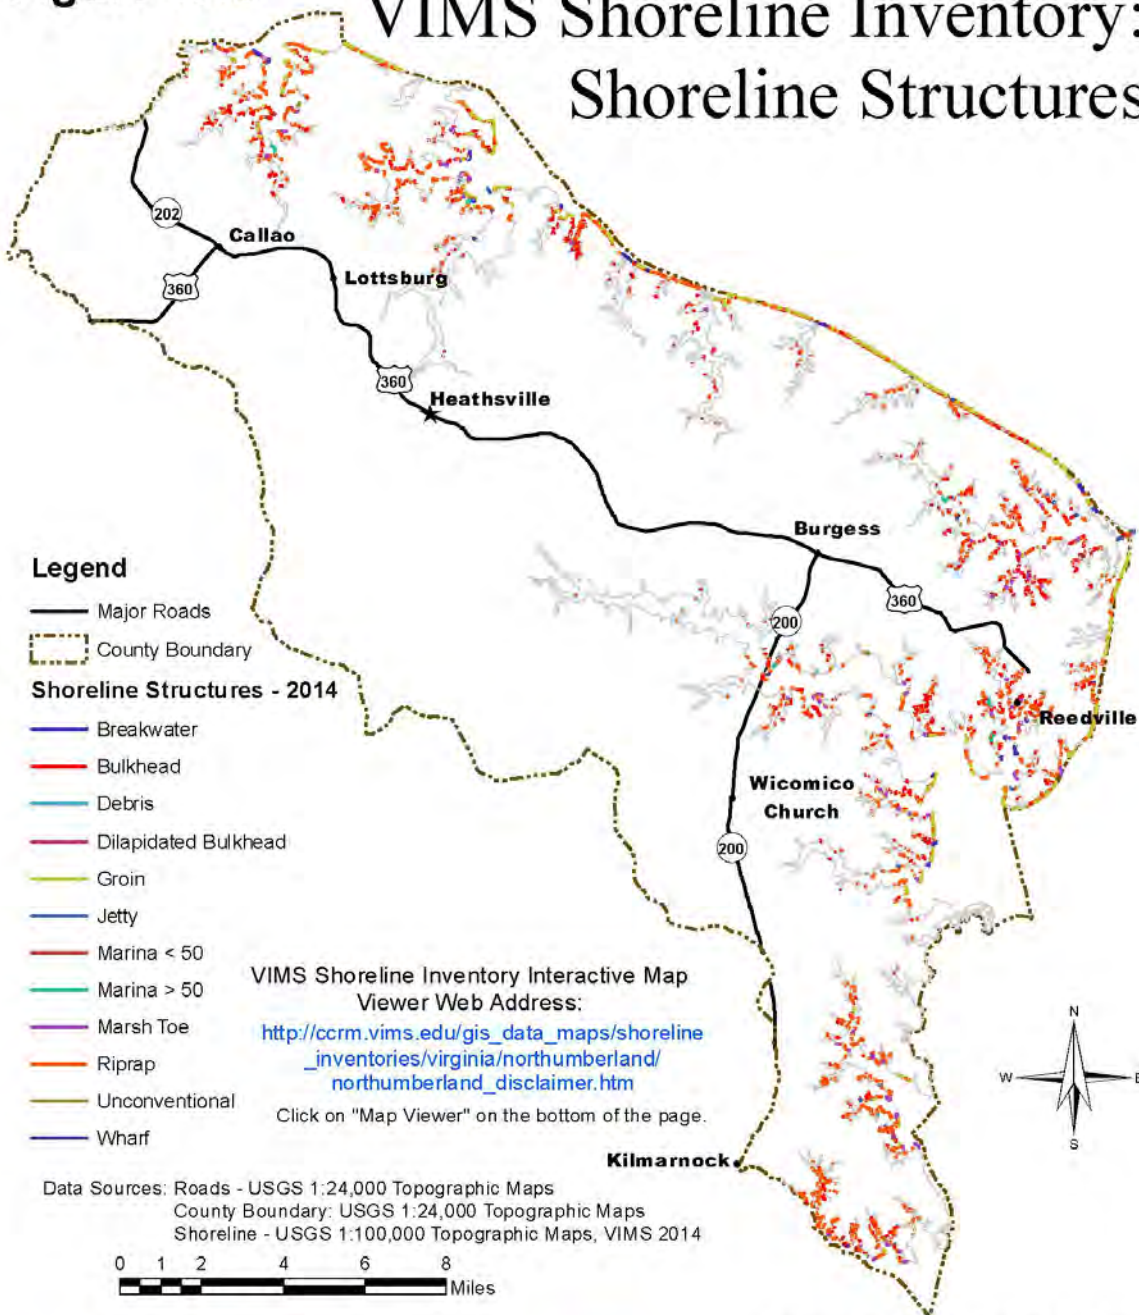 VIMS Shoreline Inventory:
Shoreline Structures
202
Callao
360
Lottsburg
360
Heathsville
Burgess
360
200
Reedville
Wicomico
Church
200
Kilmarnock
Legend
Major Roads
County Boundary
Shoreline Structures - 2014
Breakwater
Bulkhead
Debris
Dilapidated Bulkhead
Groin
Jetty
Marina < 50
Marina > 50
Marsh Toe
Riprap
Unconventional
Wharf
VIMS Shoreline Inventory Interactive Map
Viewer Web Address:
http://ccrm.vims.edu/gis_data_maps/shoreline
_inventories/virginia/northumberland/
northumberland_disclaimer.htm
Click on "Map Viewer" on the bottom of the page.
N
W E
S
Data Sources: Roads - USGS 1:24,000 Topographic Maps
County Boundary: USGS 1:24,000 Topographic Maps
Shoreline - USGS 1:100,000 Topographic Maps, VIMS 2014
0 1 2 4 6 8
Miles